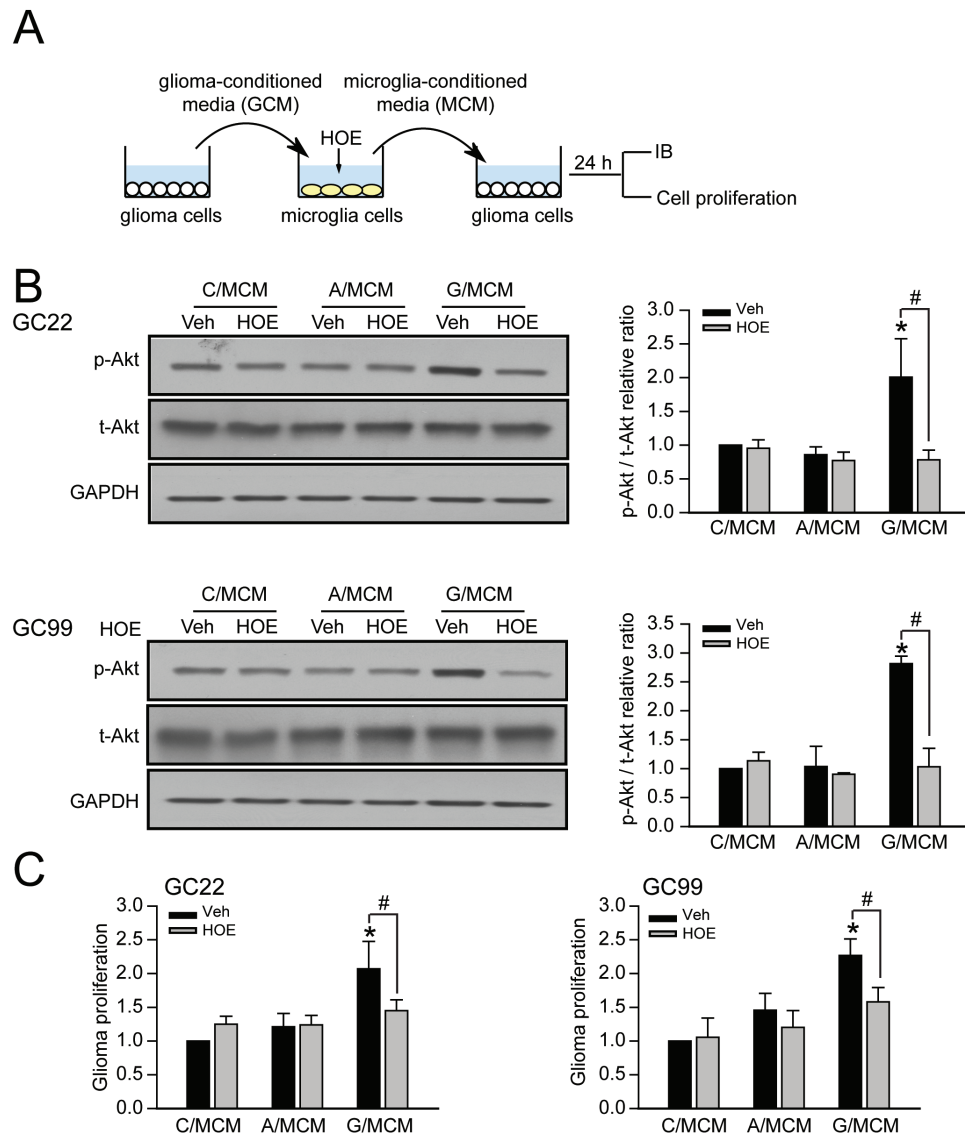 A
glioma-conditioned
media (GCM)
microglia-conditioned
media (MCM)
HOE
24 h
IB
Cell proliferation
glioma cells
microglia cells
glioma cells
B
GC22
C/MCM A/MCM G/MCM
Veh HOE Veh HOE Veh HOE
p-Akt
t-Akt
GAPDH
p-Akt / t-Akt relative ratio
3.0
2.5
2.0
1.5
1.0
0.5
0.0
Veh
HOE
*
#
C/MCM A/MCM G/MCM
GC99
C/MCM A/MCM G/MCM
HOE Veh HOE Veh HOE Veh HOE
p-Akt
t-Akt
GAPDH
p-Akt / t-Akt relative ratio
3.5
3.0
2.5
2.0
1.5
1.0
0.5
0.0
Veh
HOE
*
#
C/MCM A/MCM G/MCM
C
GC22
Glioma proliferation
3.0
2.5
2.0
1.5
1.0
0.5
0.0
Veh
HOE
*
#
C/MCM A/MCM G/MCM
GC99
Glioma proliferation
3.0
2.5
2.0
1.5
1.0
0.5
0.0
Veh
HOE
*
#
C/MCM A/MCM G/MCM